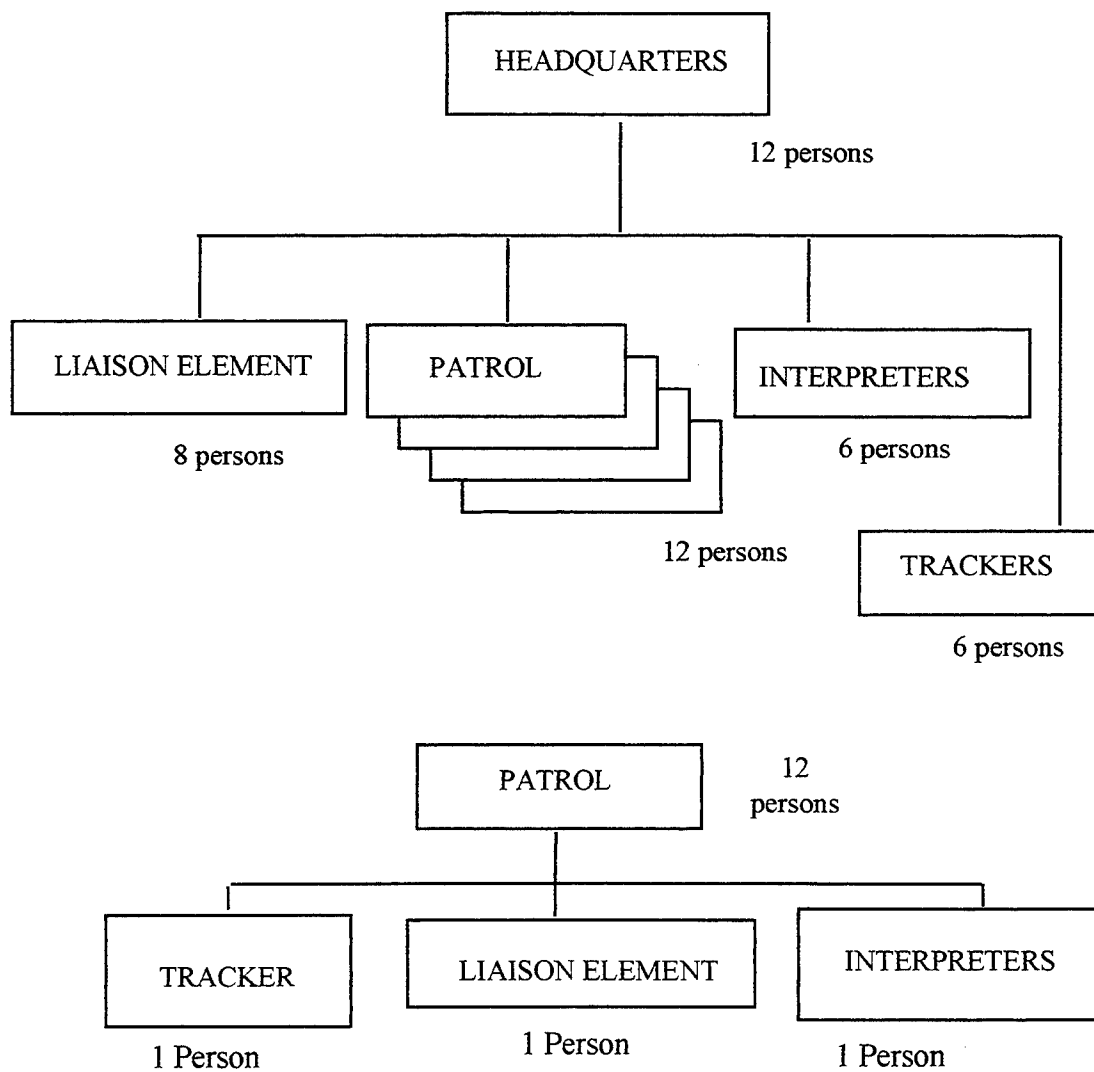 HEADQUARTERS
12 persons
LIAISON ELEMENT
PATROL
INTERPRETERS
8 persons
6 persons
12 persons
TRACKERS
6 persons
PATROL
12
persons
TRACKER
LIAISON ELEMENT
INTERPRETERS
1 Person
1 Person
1 Person